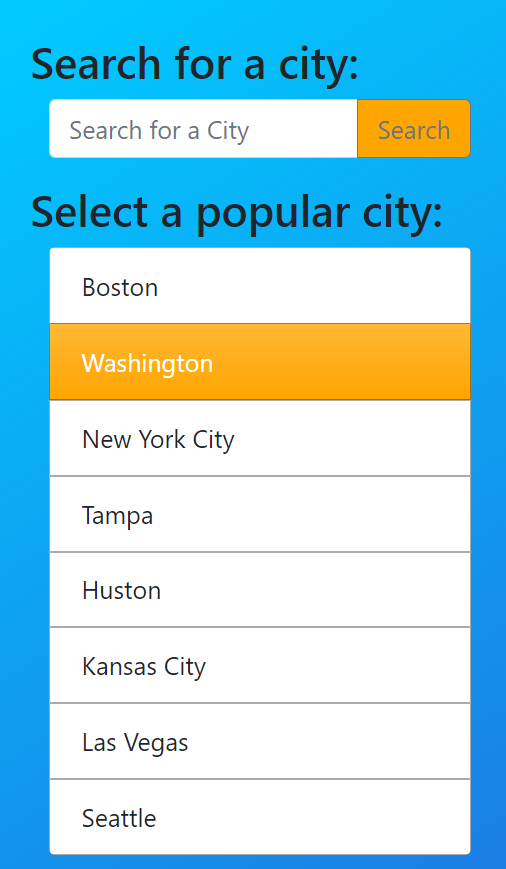 Search for a city:
Search for a City
Search
Select a popular city:
Boston
Washington
New York City
Tampa
Huston
Kansas City
Las Vegas
Seattle